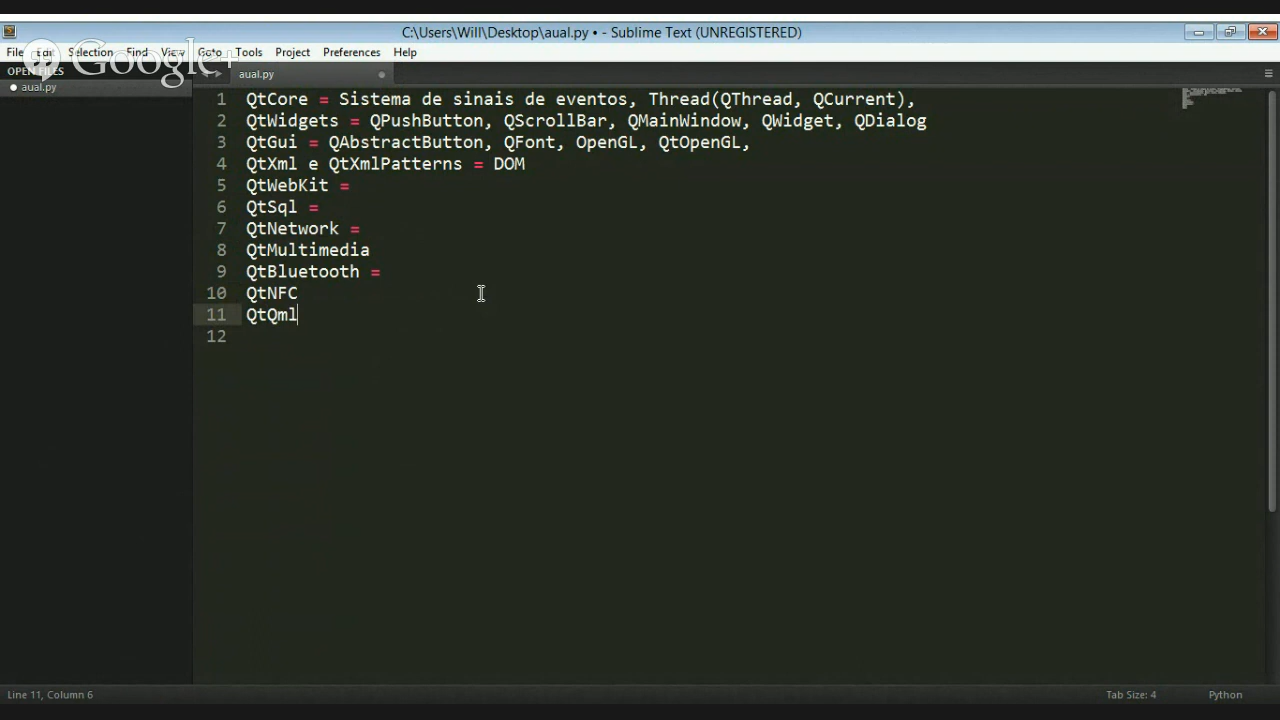 C:\Users\Will\Desktop\aual.py • - Sublime Text (UNREGISTERED)
File Edit Selection Find View Goto Tools Project Preferences Help
Google+
OPEN FILES
aual.py
aual.py
1 QtCore = Sistema de sinais de eventos, Thread(QThread, QCurrent),
2 QtWidgets = QPushButton, QScrollBar, QMainWindow, QWidget, QDialog
3 QtGui = QAbstractButton, QFont, OpenGL, QtOpenGL,
4 QtXml e QtXmlPatterns = DOM
5 QtWebKit =
6 QtSql =
7 QtNetwork =
8 QtMultimedia
9 QtBluetooth =
10 QtNFC
11 QtQml
12
Line 11, Column 6
Tab Size: 4
Python